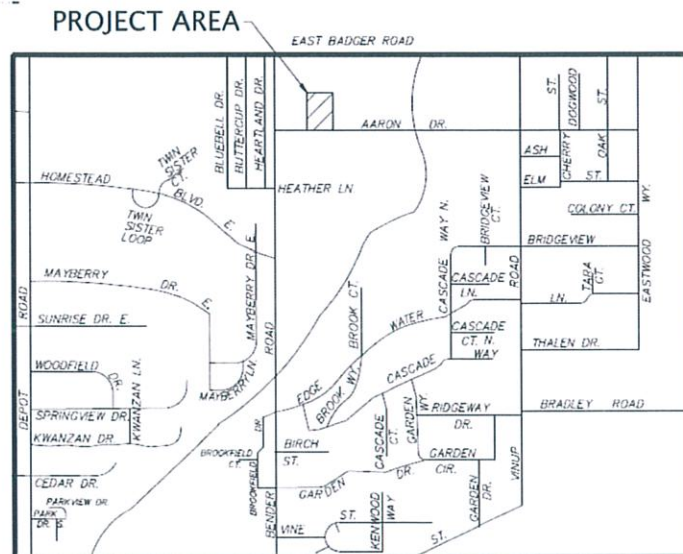 PROJECT AREA
EAST BADGER ROAD
BLUEBELL DR.
BUTTERCUP DR.
HEARTLAND DR.
AARON DR.
ST.
DOGWOOD
ST.
CHERRY
OAK
ASH
ELM
ST.
TWIN
SISTER
CT.
HOMESTEAD
BLVD.
E.
HEATHER LN
TWIN
SISTER
LOOP
COLONY CT.
WY.
EASTWOOD
CASCADE WAY N.
BRIDGEVIEW
CT.
BRIDGEVIEW
ROAD
MAYBERRY
DR.
E.
MAYBERRY DR. E.
CASCADE
LN.
LN.
TARA
CT.
ROAD
SUNRISE DR. E.
ROAD
BROOK CT.
WATER
CASCADE
CT. N.
WAY
THALEN DR.
WOODFIELD
DR.
KWANZAN LN.
MAYBERRY LN.
EDGE
BROOK WY.
CASCADE
DEPOT
SPRINGVIEW DR.
GARDEN
WY.
RIDGEWAY
DR.
BRADLEY ROAD
KWANZAN DR.
BROOKFIELD
CT.
BROOKFIELD
DR
BIRCH
ST.
CASCADE
CT.
GARDEN
CIR.
CEDAR DR.
GARDEN
DR.
GARDEN
DR.
VINUP
PARKVIEW DR.
PARK
DR. S.
BENDER
VINE
ST.
KENWOOD
WAY
ST.